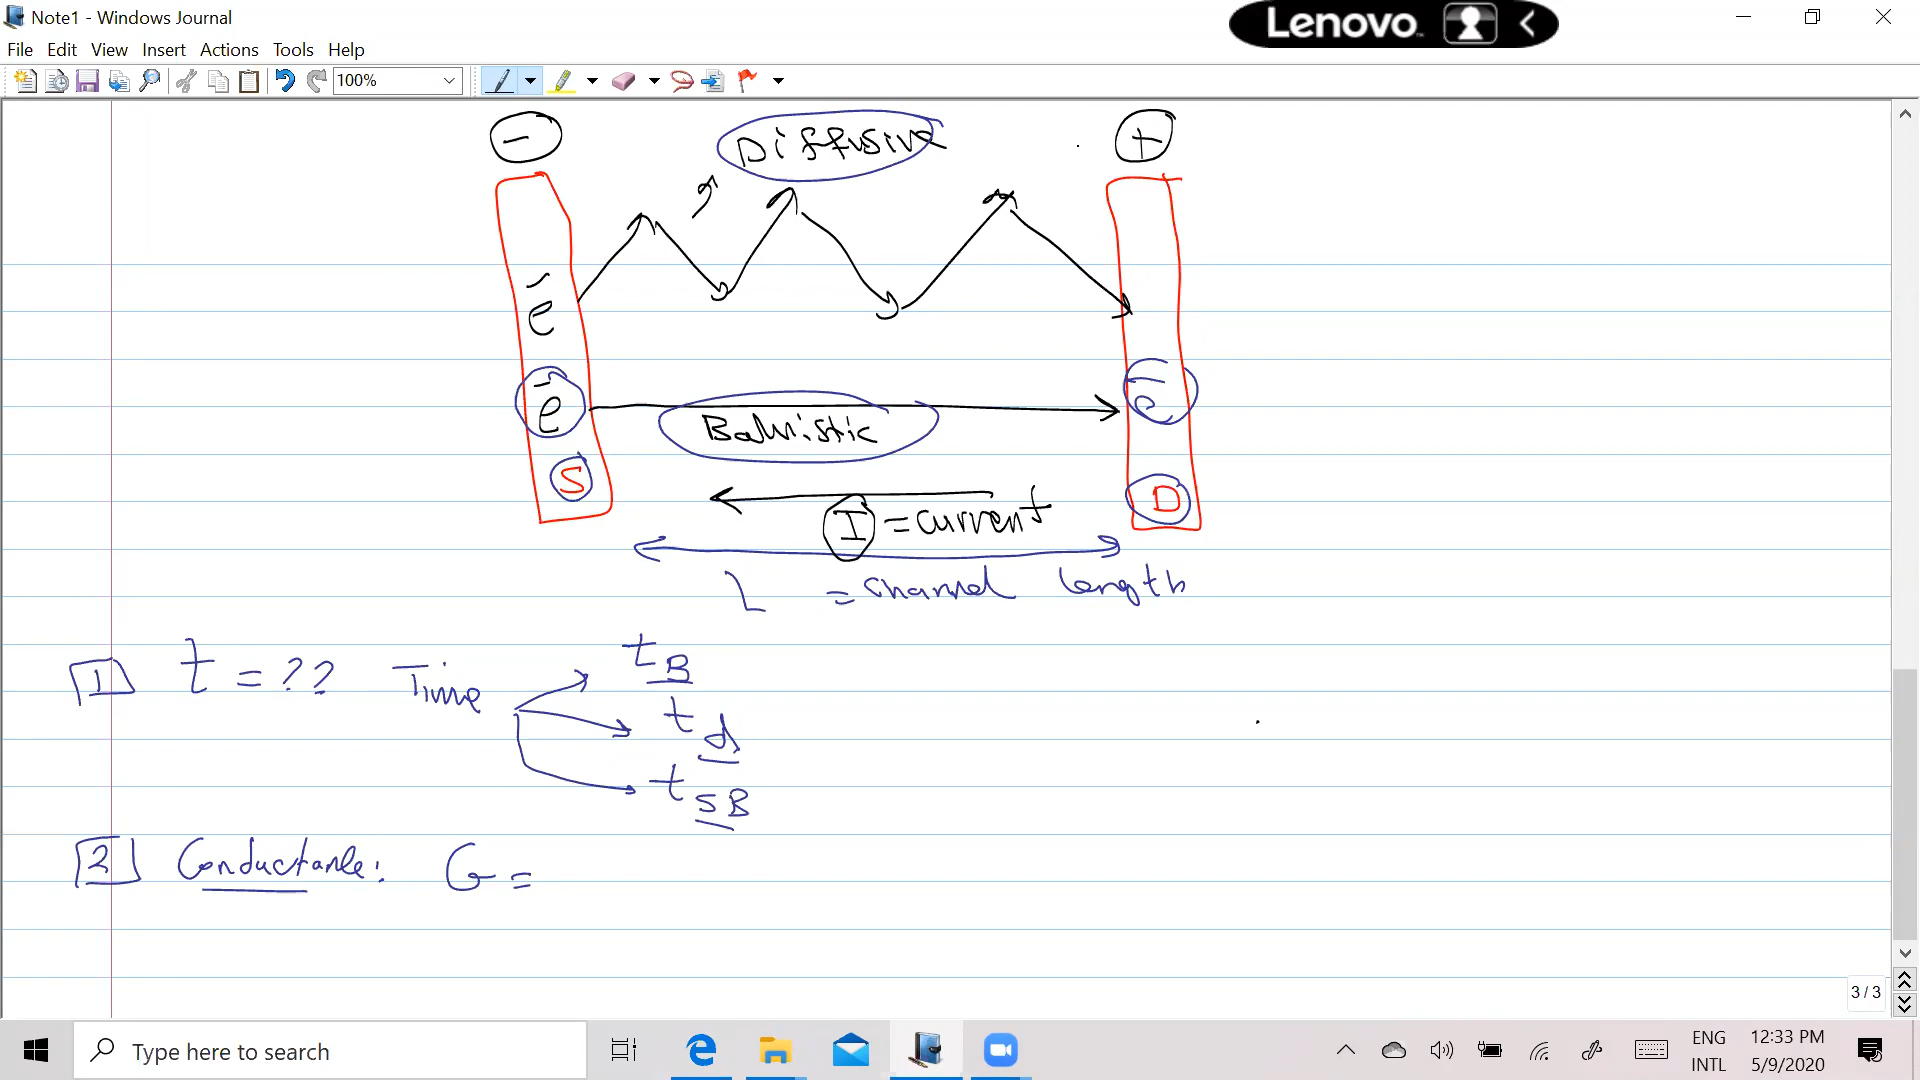 Note1 - Windows Journal
Lenovo
File Edit View Insert Actions Tools Help
100%
- Diffusive +
e
e Ballistic e
S D
I = current
L = channel length
1 t = ?? Time tB
td
tSB
2 Conductance: G =
3 / 3
Type here to search
ENG
INTL
12:33 PM
5/9/2020